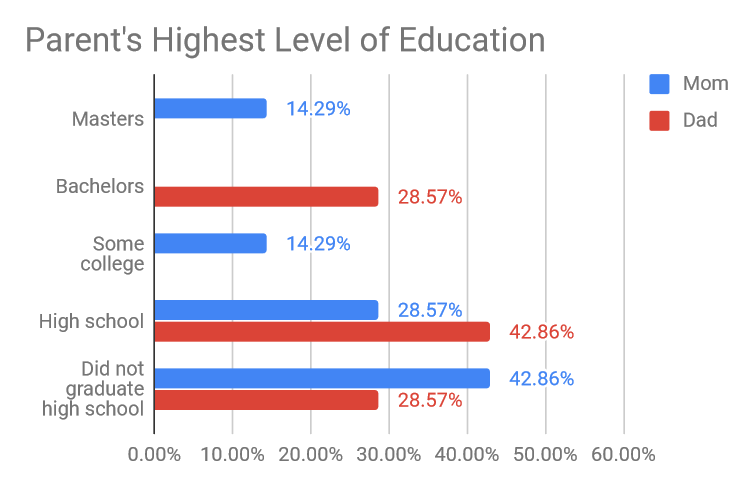 Parent's Highest Level of Education
Mom
Dad
Masters
14.29%
Bachelors
28.57%
Some
college
14.29%
High school
28.57%
42.86%
Did not
graduate
high school
42.86%
28.57%
0.00% 10.00% 20.00% 30.00% 40.00% 50.00% 60.00%